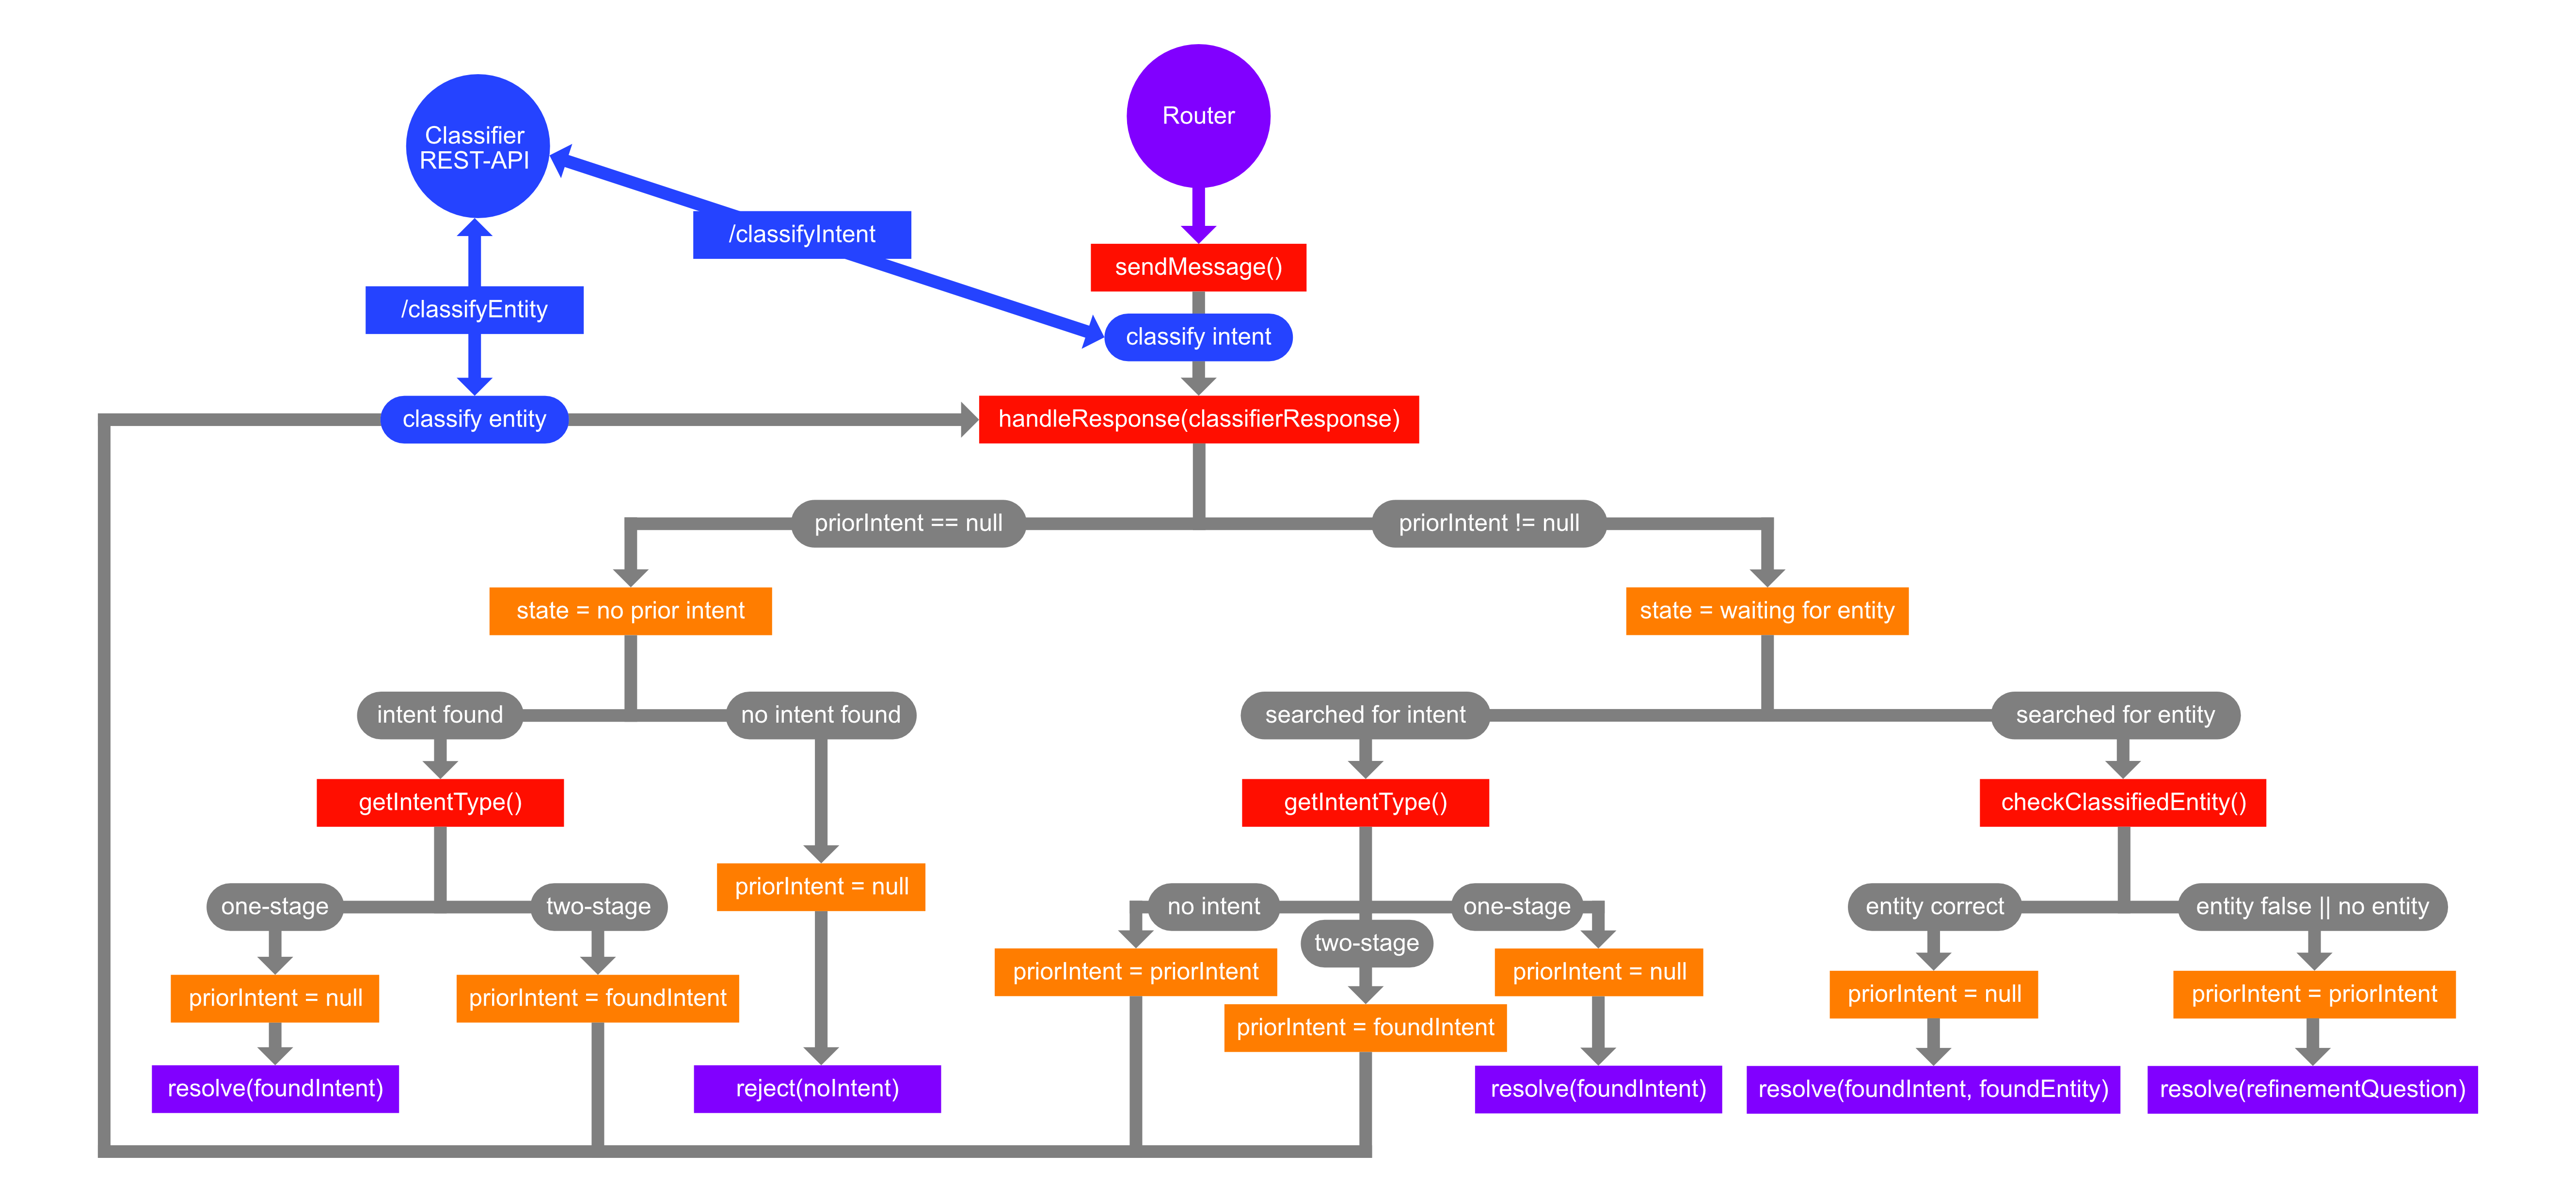 Classifier
REST-API
Router
/classifyIntent
sendMessage()
/classifyEntity
classify intent
classify entity
handleResponse(classifierResponse)
priorIntent == null
priorIntent != null
state = no prior intent
state = waiting for entity
intent found
no intent found
searched for intent
searched for entity
getIntentType()
getIntentType()
checkClassifiedEntity()
priorIntent = null
one-stage
two-stage
no intent
two-stage
one-stage
entity correct
entity false || no entity
priorIntent = null
priorIntent = foundIntent
priorIntent = priorIntent
priorIntent = foundIntent
priorIntent = null
priorIntent = null
priorIntent = priorIntent
resolve(foundIntent)
reject(noIntent)
resolve(foundIntent)
resolve(foundIntent, foundEntity)
resolve(refinementQuestion)